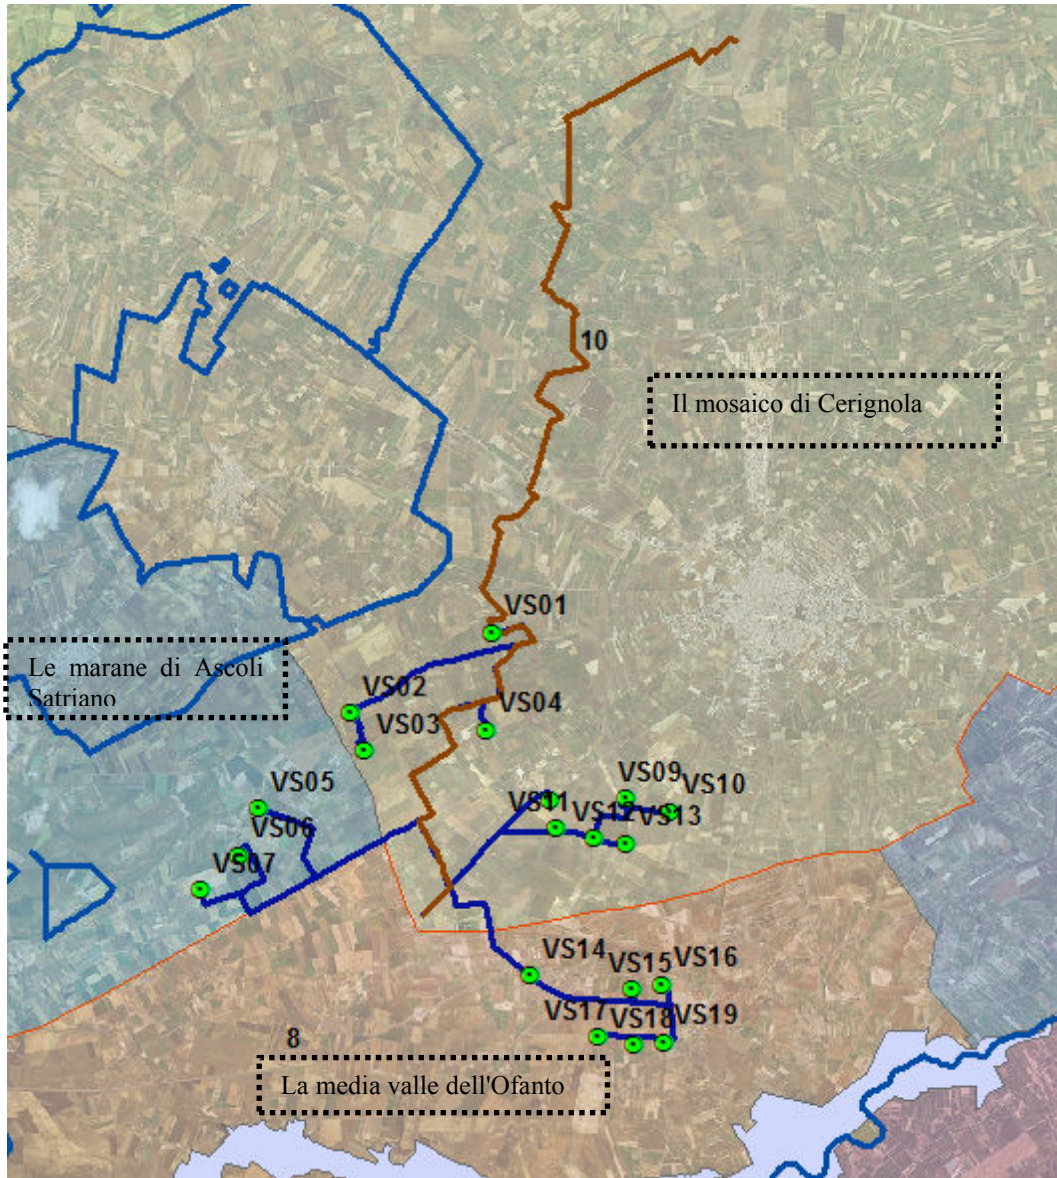 10
Il mosaico di Cerignola
VS01
Le marane di Ascoli
Satriano
VS02
VS04
VS03
VS05
VS09
VS10
VS11
VS12
VS13
VS06
VS07
VS14
VS15
VS16
VS17
VS18
VS19
8
La media valle dell'Ofanto